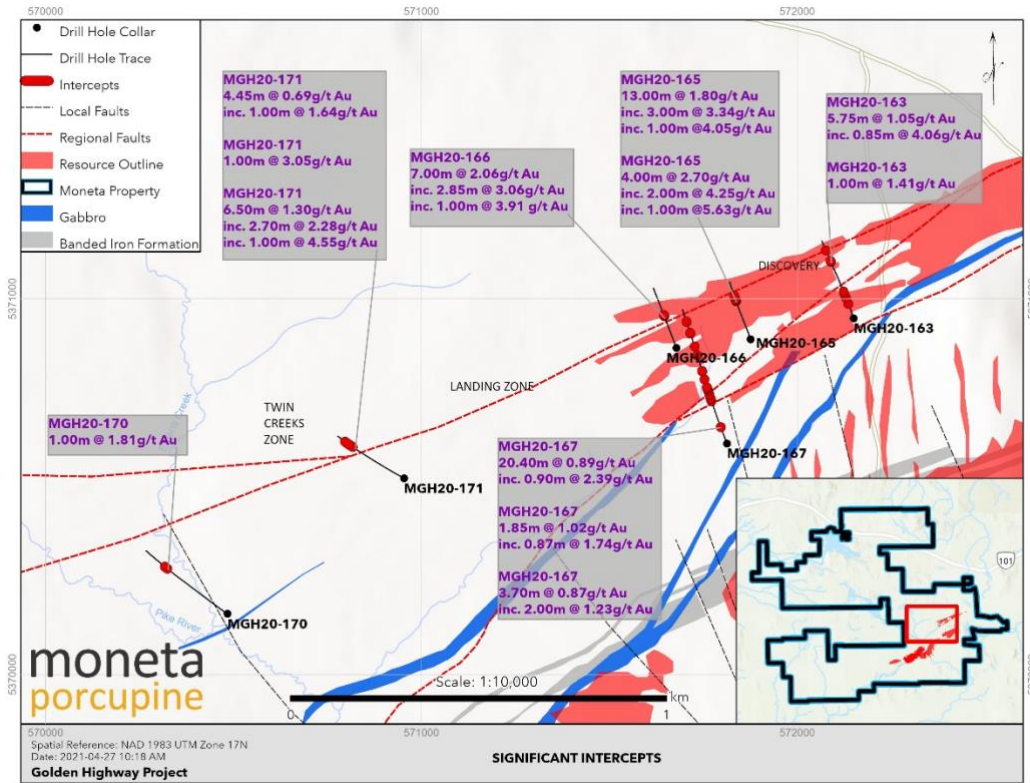 570000
571000
572000
Drill Hole Collar
Drill Hole Trace
Intercepts
Local Faults
Regional Faults
Resource Outline
Moneta Property
Gabbro
Banded Iron Formation
MGH20-171
4.45m @ 0.69g/t Au
inc. 1.00m @ 1.64g/t Au
MGH20-171
1.00m @ 3.05g/t Au
MGH20-171
6.50m @ 1.30g/t Au
inc. 2.70m @ 2.28g/t Au
inc. 1.00m @ 4.55g/t Au
MGH20-166
7.00m @ 2.06g/t Au
inc. 2.85m @ 3.06g/t Au
inc. 1.00m @ 3.91 g/t Au
MGH20-165
13.00m @ 1.80g/t Au
inc. 3.00m @ 3.34g/t Au
inc. 1.00m @4.05g/t Au
MGH20-165
4.00m @ 2.70g/t Au
inc. 2.00m @ 4.25g/t Au
inc. 1.00m @5.63g/t Au
MGH20-163
5.75m @ 1.05g/t Au
inc. 0.85m @ 4.06g/t Au
MGH20-163
1.00m @ 1.41g/t Au
N
5371000
DISCOVERY
MGH20-163
MGH20-165
MGH20-166
LANDING ZONE
TWIN
CREEKS
ZONE
MGH20-170
1.00m @ 1.81g/t Au
Creek
MGH20-167
MGH20-171
MGH20-167
20.40m @ 0.89g/t Au
inc. 0.90m @ 2.39g/t Au
MGH20-167
1.85m @ 1.02g/t Au
inc. 0.87m @ 1.74g/t Au
MGH20-167
3.70m @ 0.87g/t Au
inc. 2.00m @ 1.23g/t Au
101
Pike River
MGH20-170
moneta
porcupine
5370000
Scale: 1:10,000
km
0
1
570000
571000
572000
Spatial Reference: NAD 1983 UTM Zone 17N
Date: 2021-04-27 10:18 AM
Golden Highway Project
SIGNIFICANT INTERCEPTS